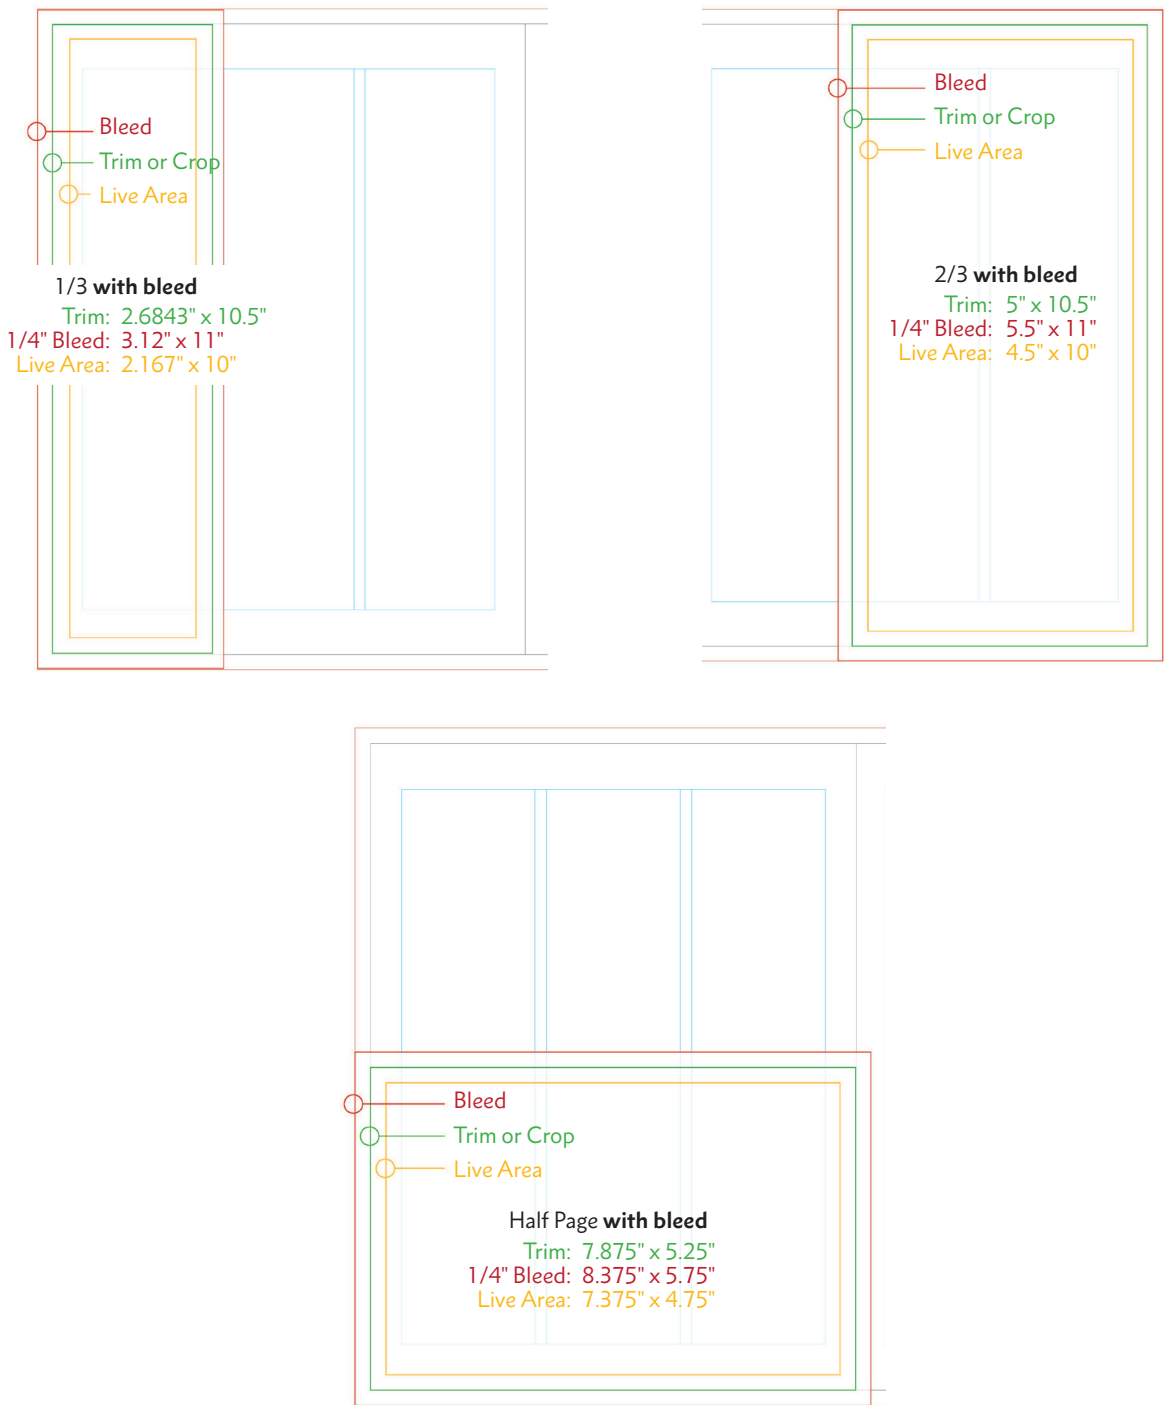 Bleed
Trim or Crop
Live Area
1/3 with bleed
Trim: 2.6843" x 10.5"
1/4" Bleed: 3.12" x 11"
Live Area: 2.167" x 10"
Bleed
Trim or Crop
Live Area
2/3 with bleed
Trim: 5" x 10.5"
1/4" Bleed: 5.5" x 11"
Live Area: 4.5" x 10"
Bleed
Trim or Crop
Live Area
Half Page with bleed
Trim: 7.875" x 5.25"
1/4" Bleed: 8.375" x 5.75"
Live Area: 7.375" x 4.75"